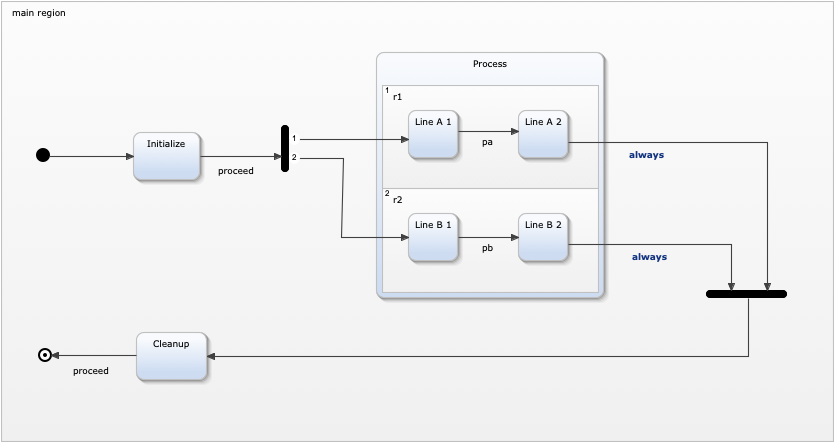 main region
Process
1
r1
Line A 1
Line A 2
pa
always
Initialize
proceed
1
2
2
r2
Line B 1
Line B 2
pb
always
Cleanup
proceed